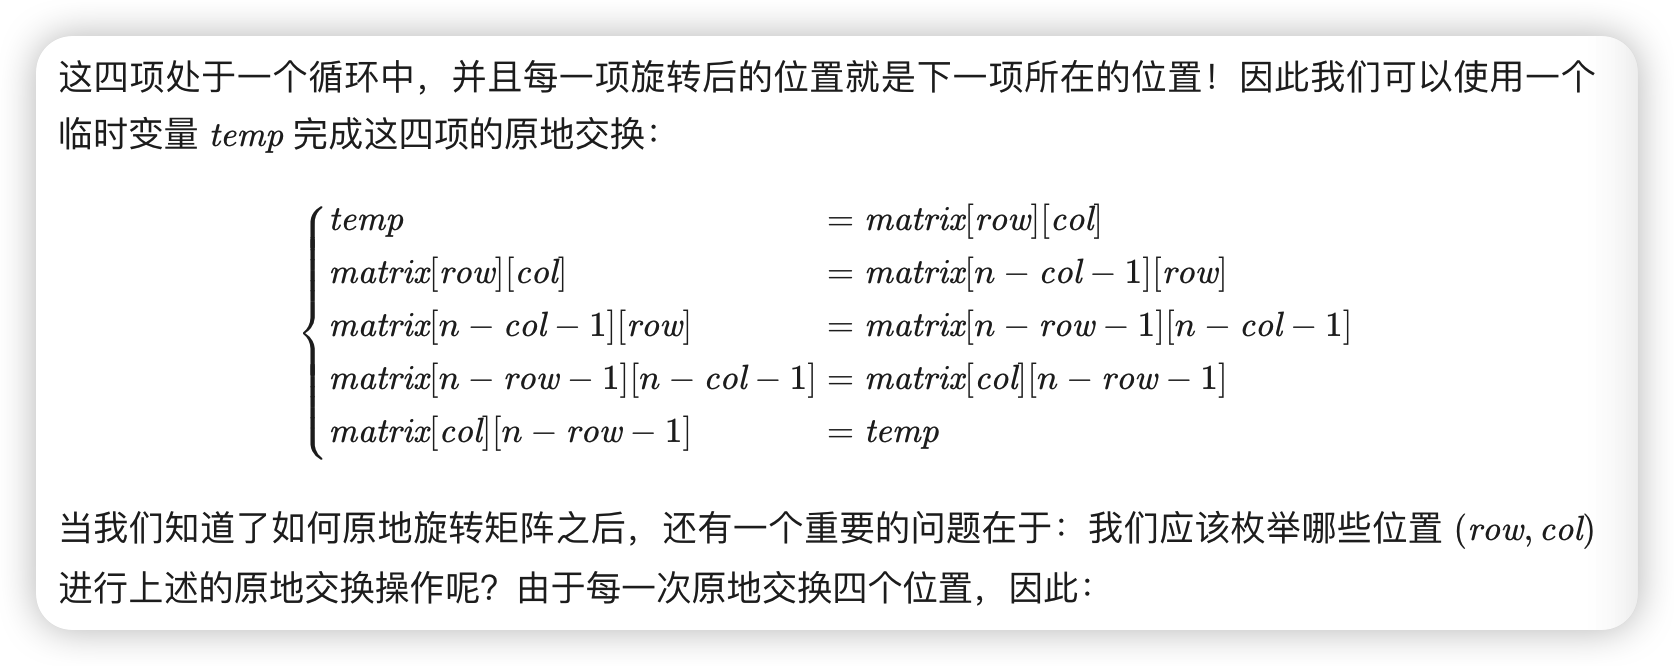 这四项处于一个循环中，并且每一项旋转后的位置就是下一项所在的位置！因此我们可以使用一个
临时变量 temp 完成这四项的原地交换：
temp = matrix[row][col]
matrix[row][col] = matrix[n − col − 1][row]
matrix[n − col − 1][row] = matrix[n − row − 1][n − col − 1]
matrix[n − row − 1][n − col − 1] = matrix[col][n − row − 1]
matrix[col][n − row − 1] = temp
当我们知道了如何原地旋转矩阵之后，还有一个重要的问题在于：我们应该枚举哪些位置 (row, col)
进行上述的原地交换操作呢？由于每一次原地交换四个位置，因此：